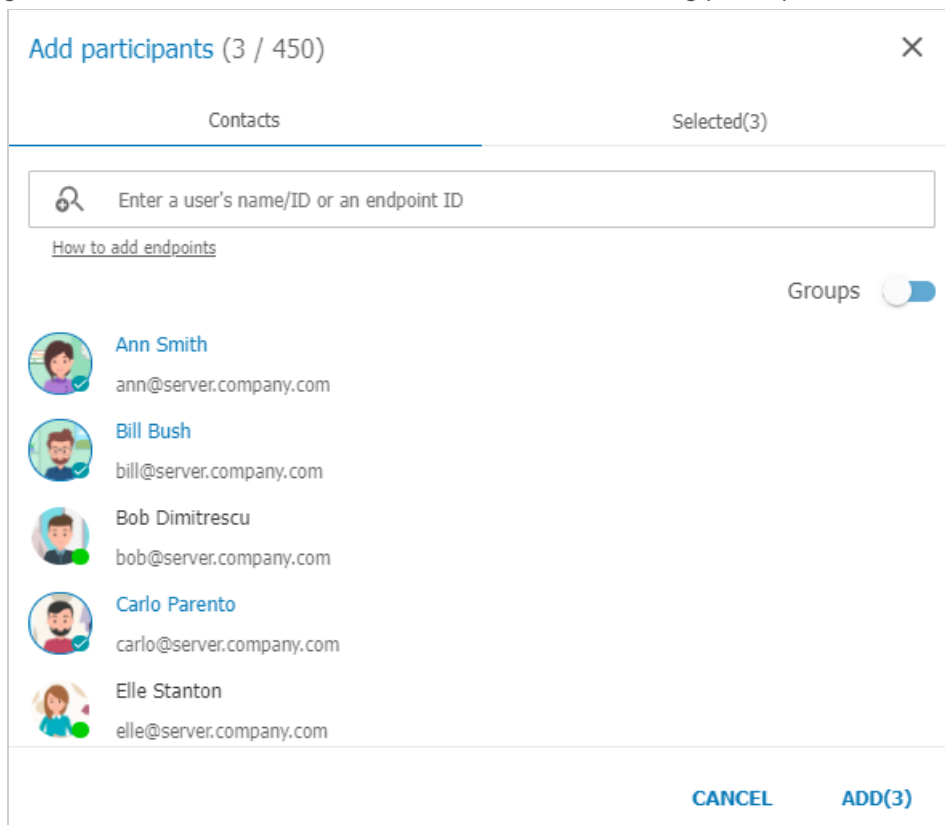 Add participants (3 / 450)
Contacts
Selected(3)
Enter a user's name/ID or an endpoint ID
How to add endpoints
Groups
Ann Smith
ann@server.company.com
Bill Bush
bill@server.company.com
Bob Dimitrescu
bob@server.company.com
Carlo Parento
carlo@server.company.com
Elle Stanton
elle@server.company.com
CANCEL ADD(3)